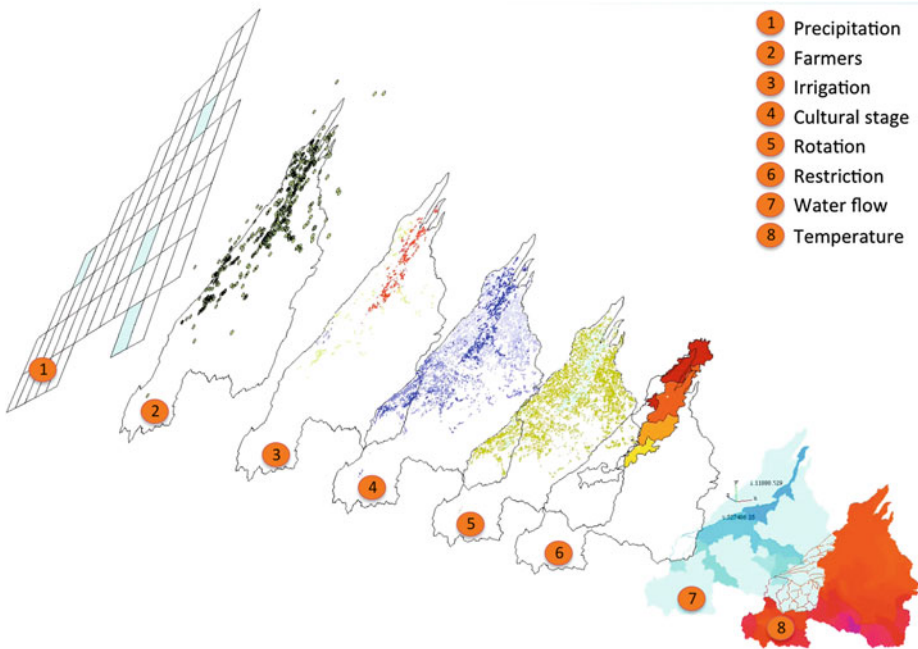 1 Precipitation
2 Farmers
3 Irrigation
4 Cultural stage
5 Rotation
6 Restriction
7 Water flow
8 Temperature
1
2
3
4
5
6
7
8